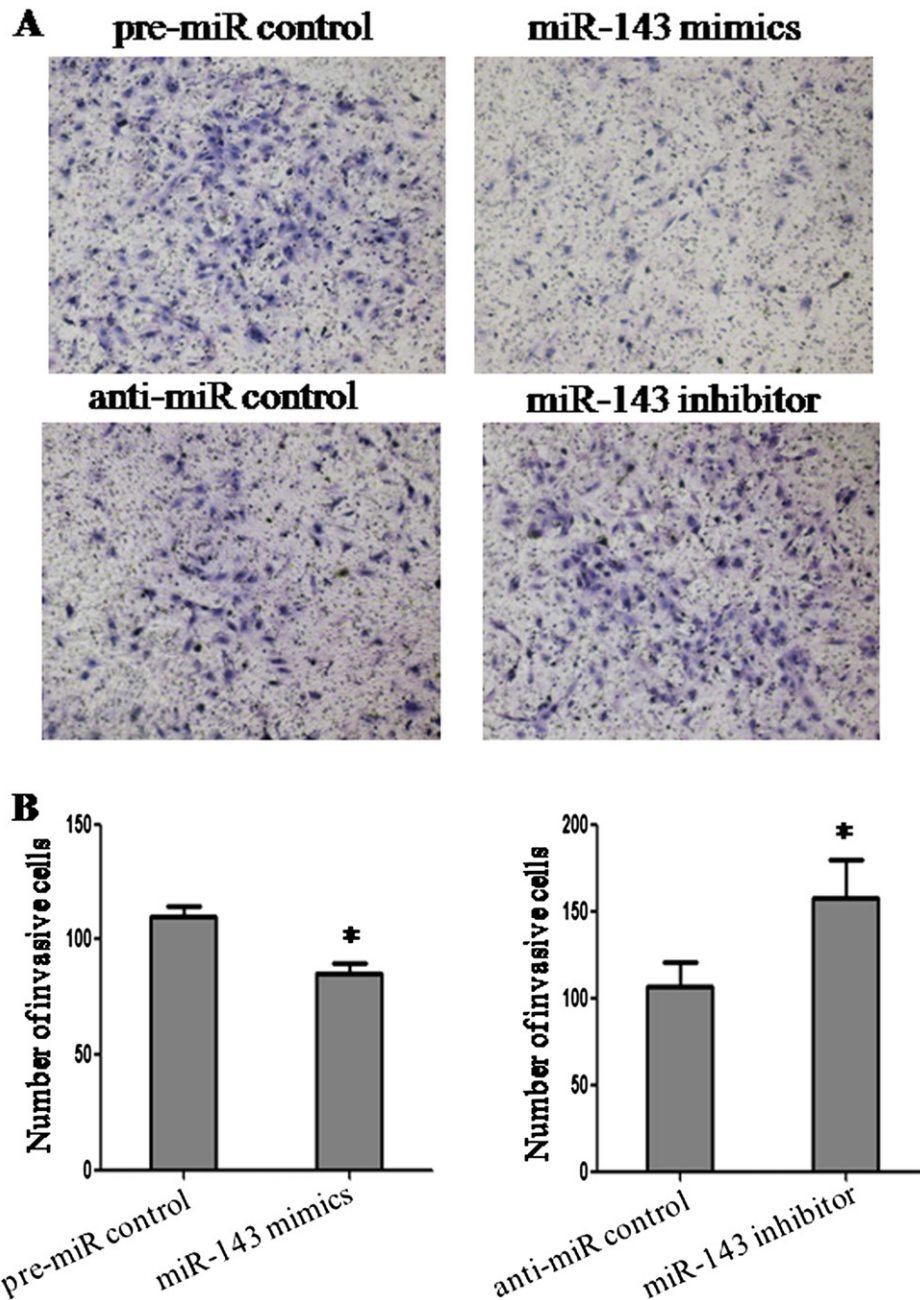 A
pre-miR control
miR-143 mimics
anti-miR control
miR-143 inhibitor
B
Number of invasive cells
150
100
50
0
*
pre-miR control
miR-143 mimics
Number of invasive cells
200
150
100
50
0
*
anti-miR control
miR-143 inhibitor